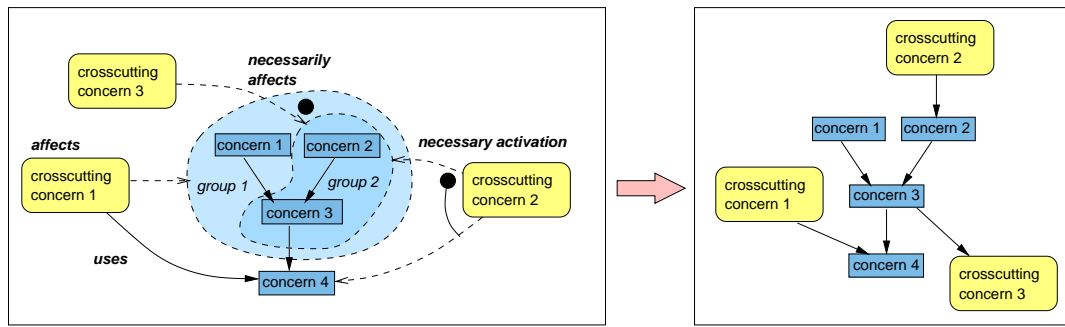 necessarily
affects
crosscutting
concern 3
concern 1
concern 2
affects
necessary activation
crosscutting
concern 1
group 1
group 2
crosscutting
concern 2
concern 3
uses
concern 4
crosscutting
concern 2
concern 1
concern 2
crosscutting
concern 1
concern 3
concern 4
crosscutting
concern 3